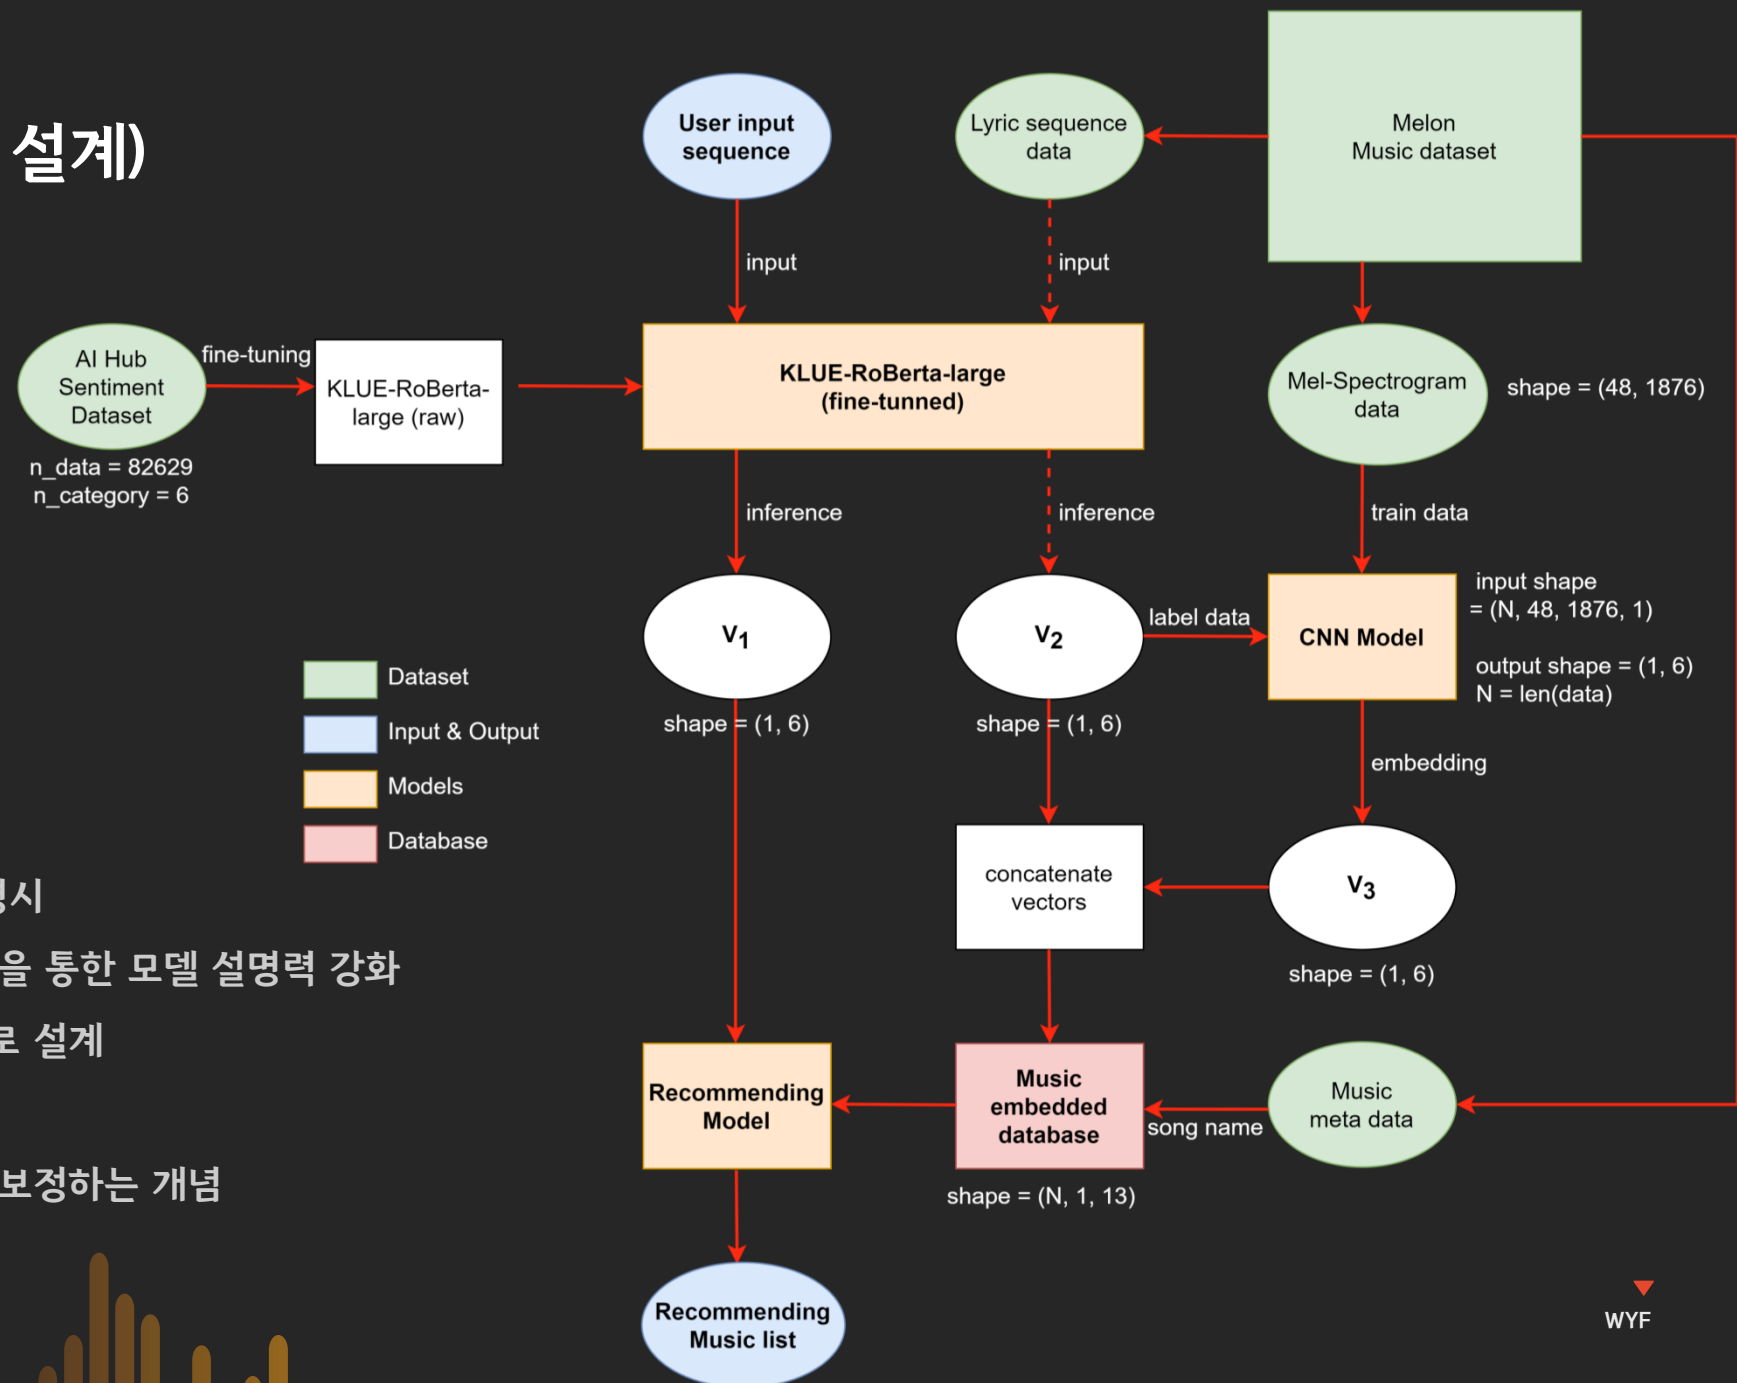 설계)
User input
sequence
Lyric sequence
data
Melon
Music dataset
input
input
AI Hub
Sentiment
Dataset
fine-tuning
KLUE-RoBerta-
large (raw)
KLUE-RoBerta-large
(fine-tunned)
Mel-Spectrogram
data
shape = (48, 1876)
n_data = 82629
n_category = 6
inference
inference
train data
V1
V2
label data
CNN Model
input shape
= (N, 48, 1876, 1)
output shape = (1, 6)
N = len(data)
shape = (1, 6)
shape = (1, 6)
embedding
Dataset
Input & Output
Models
Database
concatenate
vectors
V3
shape = (1, 6)
시
을 통한 모델 설명력 강화
로 설계
보정하는 개념
Recommending
Model
Music
embedded
database
song name
Music
meta data
shape = (N, 1, 13)
Recommending
Music list
WYF